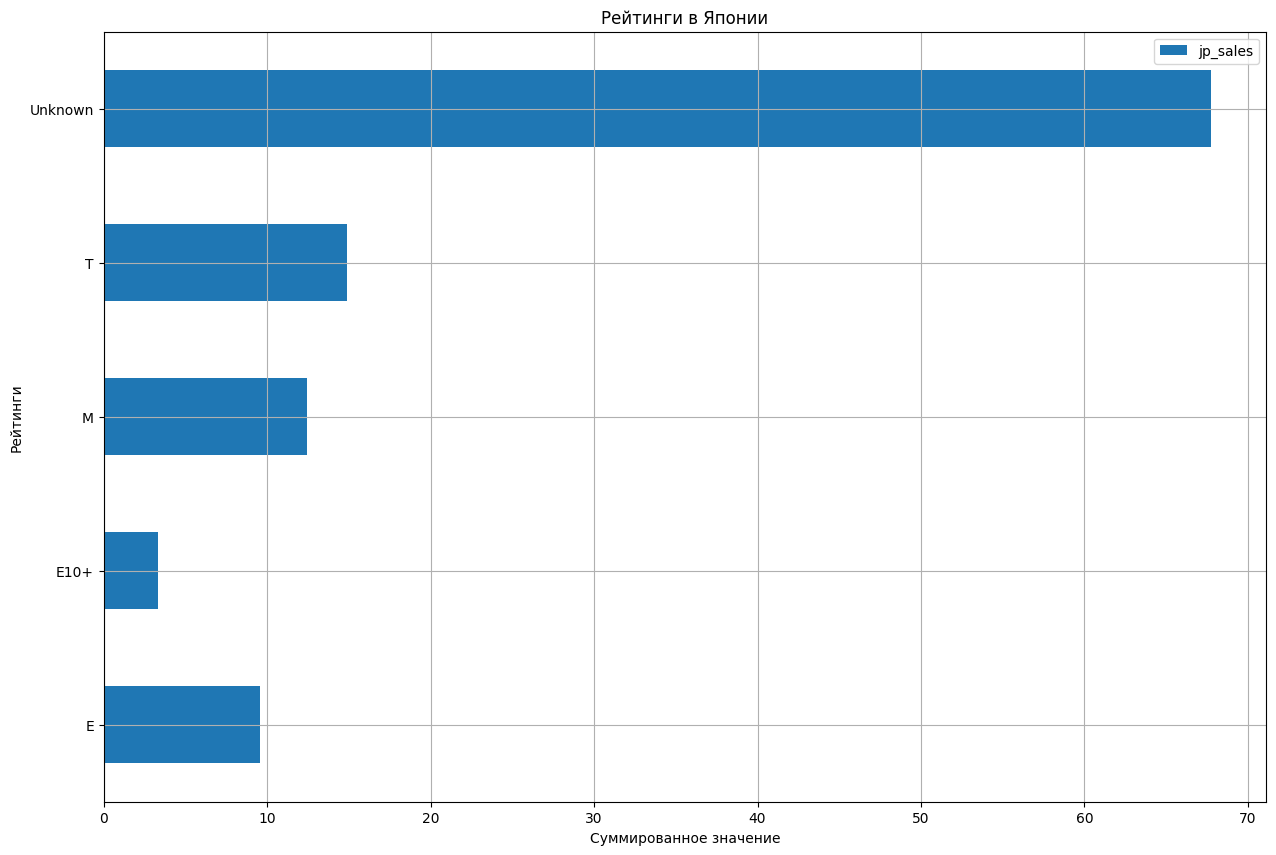 Рейтинги в Японии
jp_sales
Рейтинги
Unknown
T
M
E10+
E
0 10 20 30 40 50 60 70
Суммированное значение